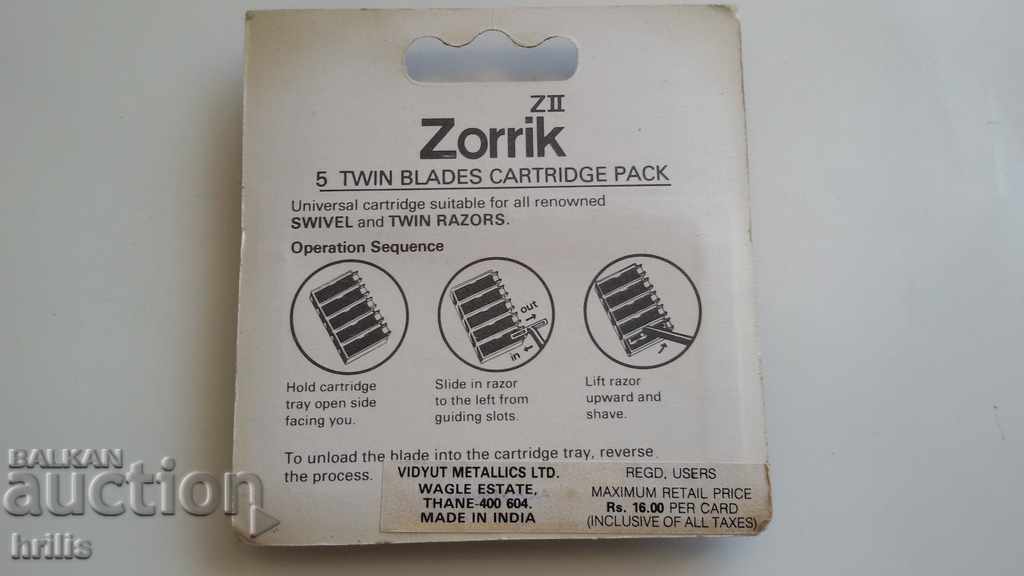 ZII
Zorrik
5 TWIN BLADES CARTRIDGE PACK
Universal cartridge suitable for all renowned
SWIVEL and TWIN RAZORS.
Operation Sequence
out
in
Hold cartridge
tray open side
facing you.
Slide in razor
to the left from
guiding slots.
Lift razor
upward and
shave.
To unload the blade into the cartridge tray, reverse
the process.
VIDYUT METALLICS LTD.
WAGLE ESTATE,
THANE-400 604.
MADE IN INDIA
REGD, USERS
MAXIMUM RETAIL PRICE
Rs. 16.00 PER CARD
(INCLUSIVE OF ALL TAXES)
BALKAN
auction
hrilis